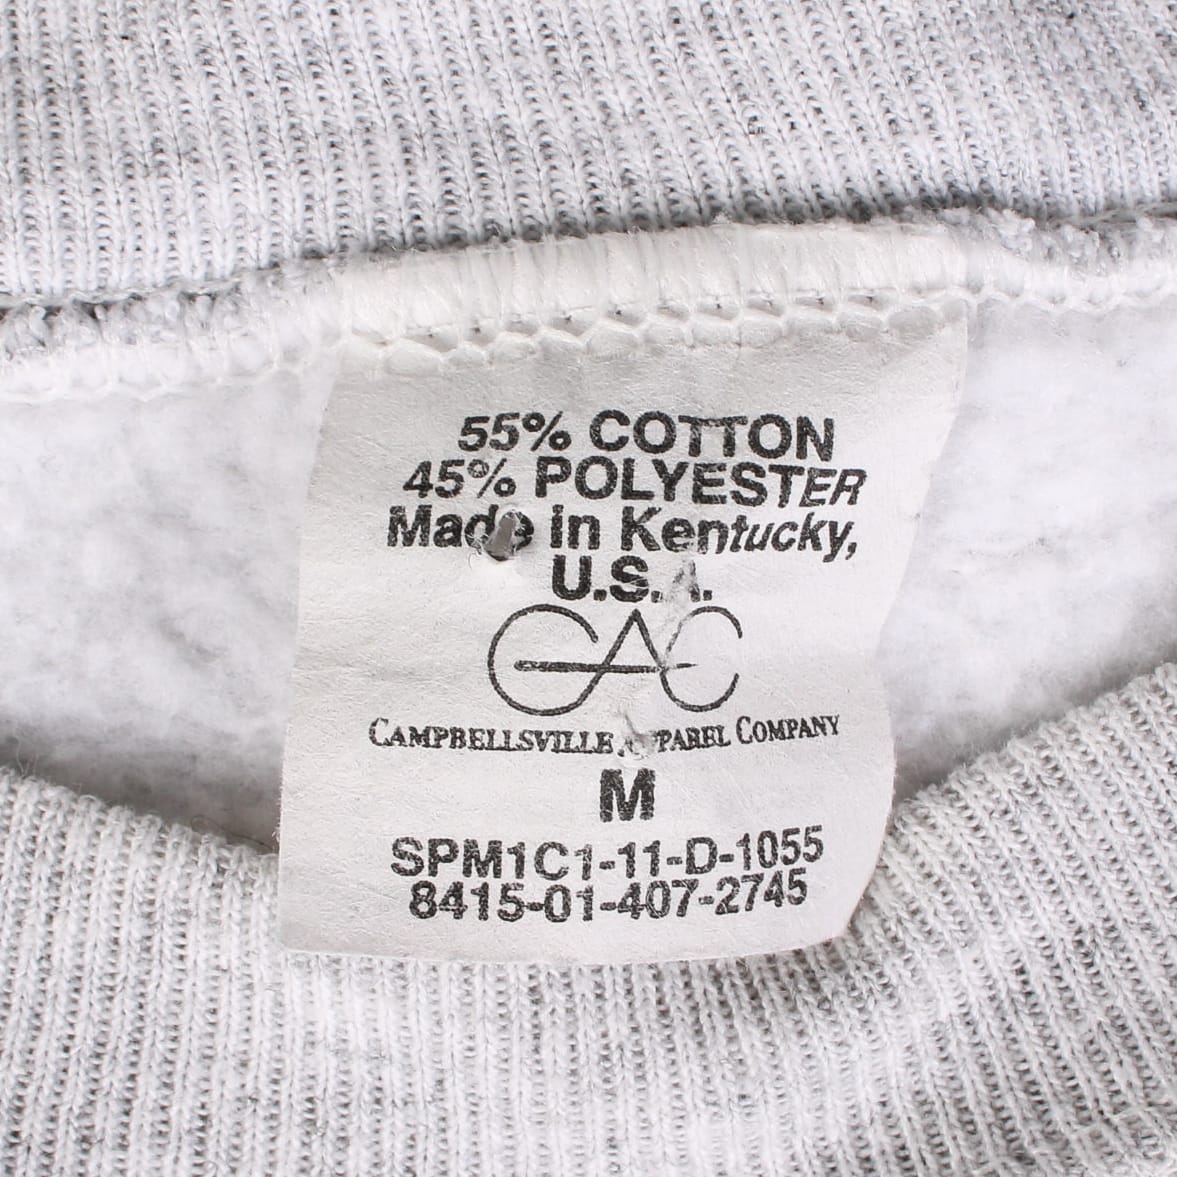 55% COTTON
45% POLYESTER
Made in Kentucky,
U.S.A.
CAC
CAMPBELLSVILLE APPAREL COMPANY
M
SPM1C1-11-D-1055
8415-01-407-2745